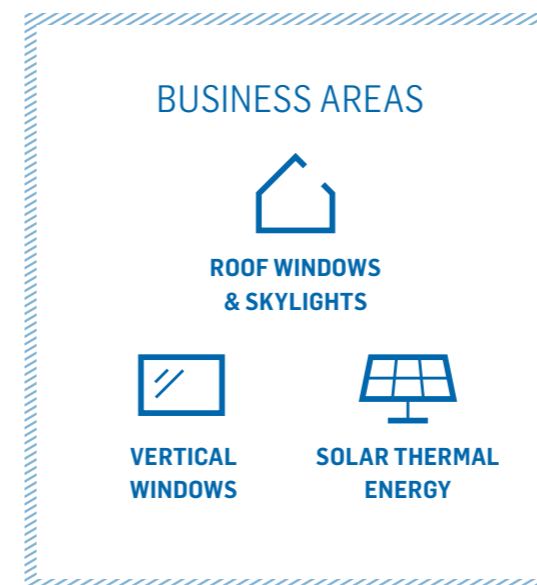 BUSINESS AREAS
ROOF WINDOWS
& SKYLIGHTS
VERTICAL
WINDOWS
SOLAR THERMAL
ENERGY